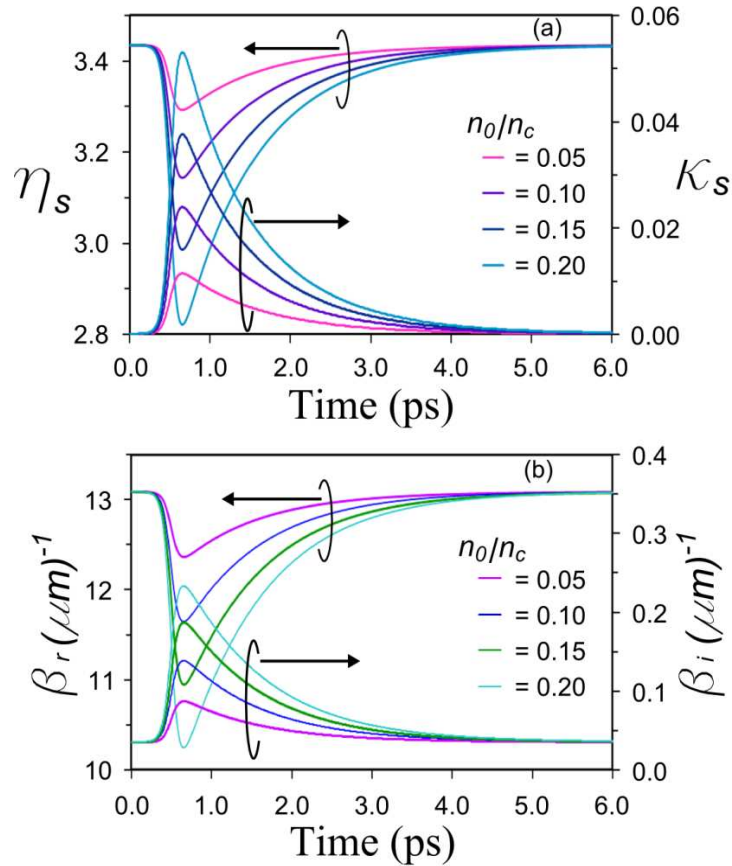 (a)
3.4
3.2
3.0
2.8
ηs
0.06
0.04
0.02
0.00
κs
n0/nc
= 0.05
= 0.10
= 0.15
= 0.20
0.0 1.0 2.0 3.0 4.0 5.0 6.0
Time (ps)
(b)
13
12
11
10
βr (μm)-1
0.4
0.3
0.2
0.1
0.0
βi (μm)-1
n0/nc
= 0.05
= 0.10
= 0.15
= 0.20
0.0 1.0 2.0 3.0 4.0 5.0 6.0
Time (ps)